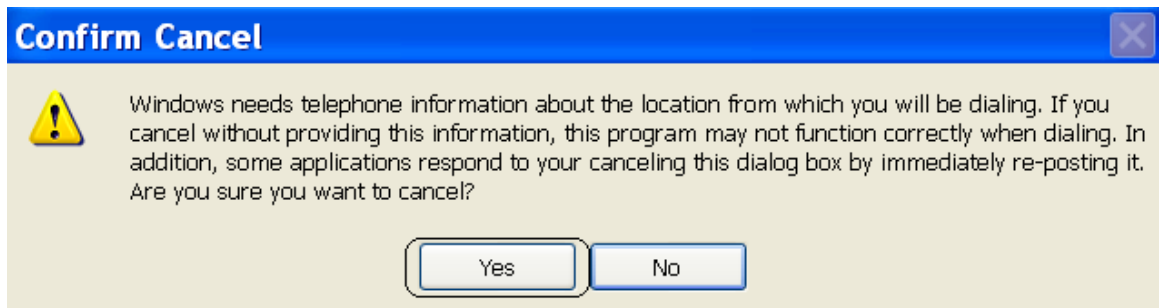 Confirm Cancel
Windows needs telephone information about the location from which you will be dialing. If you
cancel without providing this information, this program may not function correctly when dialing. In
addition, some applications respond to your canceling this dialog box by immediately re-posting it.
Are you sure you want to cancel?
Yes No